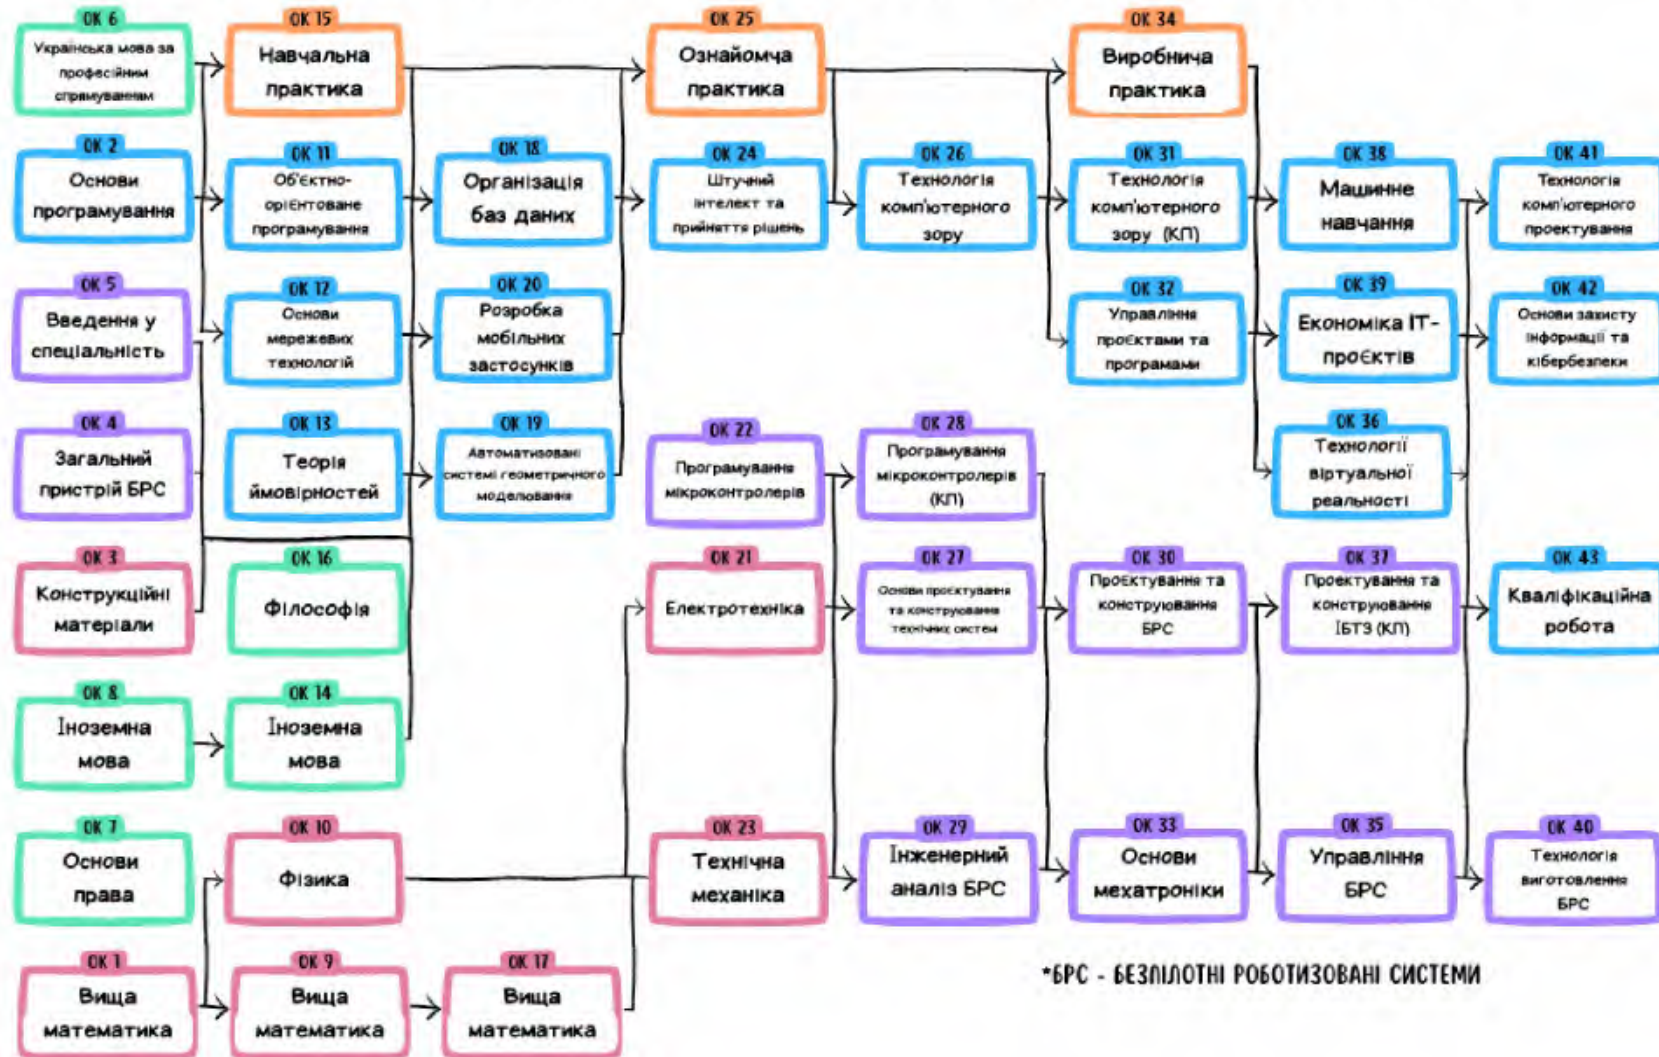 ОК 6
Українська мова за
професійним
спрямуванням
ОК 15
Навчальна
практика
ОК 25
Ознайомча
практика
ОК 34
Виробнича
практика
ОК 2
Основи
програмування
ОК 11
Об'єктно-
орієнтоване
програмування
ОК 18
Організація
баз даних
ОК 24
Штучний
інтелект та
прийняття рішень
ОК 26
Технологія
комп'ютерного
зору
ОК 31
Технологія
комп'ютерного
зору (КП)
ОК 38
Машинне
навчання
ОК 41
Технологія
комп'ютерного
проектування
ОК 5
Введення у
спеціальність
ОК 12
Основи
мережевих
технологій
ОК 20
Розробка
мобільних
застосунків
ОК 32
Управління
проєктами та
програмами
ОК 39
Економіка ІТ-
проєктів
ОК 42
Основи захисту
інформації та
кібербезпеки
ОК 4
Загальний
пристрій БРС
ОК 13
Теорія
ймовірностей
ОК 19
Автоматизовані
системі геометричного
моделювання
ОК 22
Програмування
мікроконтролерів
ОК 28
Програмування
мікроконтролерів
(КП)
ОК 36
Технології
віртуальної
реальності
ОК 3
Конструкційні
матеріали
ОК 16
Філософія
ОК 21
Електротехніка
ОК 27
Основи проєктування
та конструювання
технічних систем
ОК 30
Проєктування та
конструювання
БРС
ОК 37
Проектування та
конструювання
ІБТЗ (КП)
ОК 43
Кваліфікаційна
робота
ОК 8
Іноземна
мова
ОК 14
Іноземна
мова
ОК 7
Основи
права
ОК 10
Фізика
ОК 23
Технічна
механіка
ОК 29
Інженерний
аналіз БРС
ОК 33
Основи
мехатроніки
ОК 35
Управління
БРС
ОК 40
Технологія
виготовлення
БРС
ОК 1
Вища
математика
ОК 9
Вища
математика
ОК 17
Вища
математика
*БРС - БЕЗПІЛОТНІ РОБОТИЗОВАНІ СИСТЕМИ